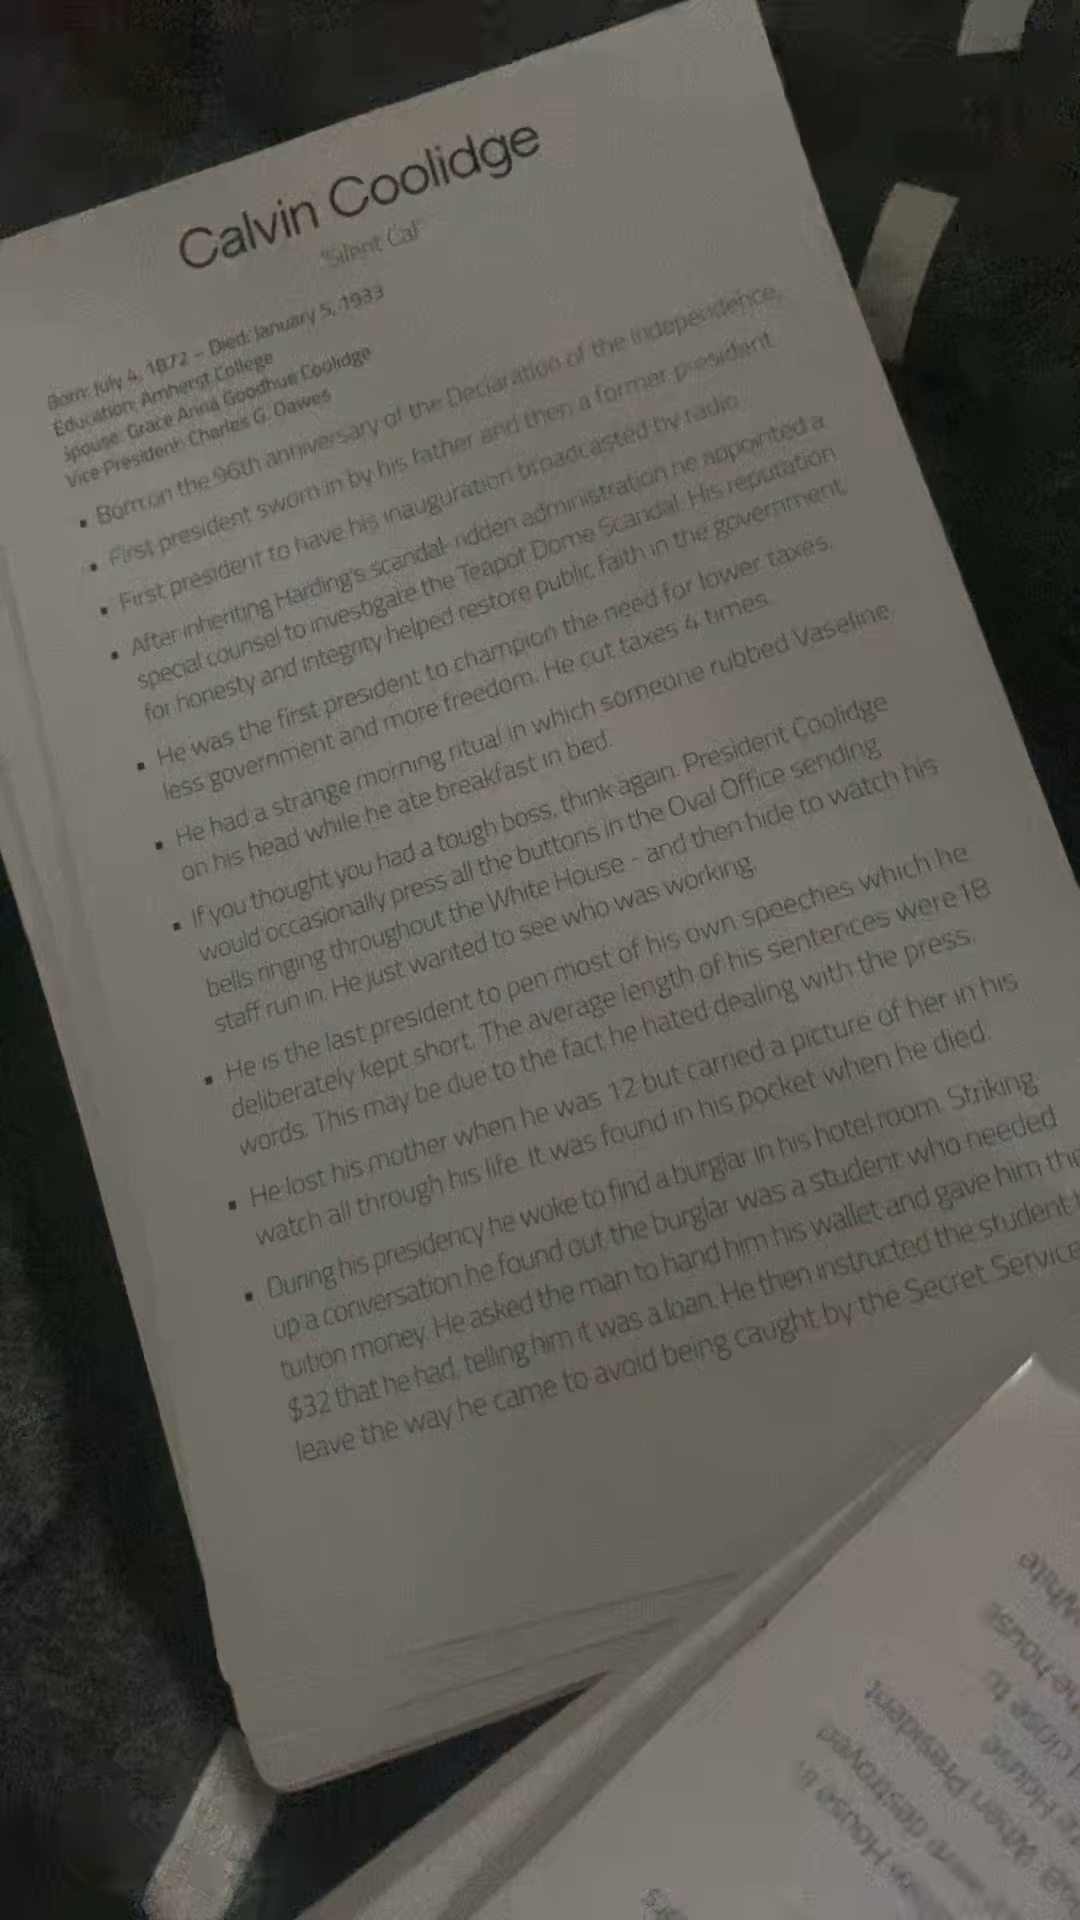 Calvin Coolidge
"Silent Cal"
Born: July 4, 1872 – Died: January 5, 1933
Education: Amherst College
Spouse: Grace Anna Goodhue Coolidge
Vice President: Charles G. Dawes
▪ Born on the 96th anniversary of the Declaration of the Independence.
▪ First president sworn in by his father and then a former president.
▪ First president to have his inauguration broadcasted by radio.
▪ After inheriting Harding's scandal-ridden administration he appointed a
special counsel to investigate the Teapot Dome Scandal. His reputation
for honesty and integrity helped restore public faith in the government.
▪ He was the first president to champion the need for lower taxes,
less government and more freedom. He cut taxes 4 times.
▪ He had a strange morning ritual in which someone rubbed Vaseline
on his head while he ate breakfast in bed.
▪ If you thought you had a tough boss, think again. President Coolidge
would occasionally press all the buttons in the Oval Office sending
bells ringing throughout the White House - and then hide to watch his
staff run in. He just wanted to see who was working.
▪ He is the last president to pen most of his own speeches which he
deliberately kept short. The average length of his sentences were 18
words. This may be due to the fact he hated dealing with the press.
▪ He lost his mother when he was 12 but carried a picture of her in his
watch all through his life. It was found in his pocket when he died.
▪ During his presidency he woke to find a burglar in his hotel room. Striking
up a conversation he found out the burglar was a student who needed
tuition money. He asked the man to hand him his wallet and gave him the
$32 that he had, telling him it was a loan. He then instructed the student
leave the way he came to avoid being caught by the Secret Service
White
he house
close to
House
When President
destroyed
House